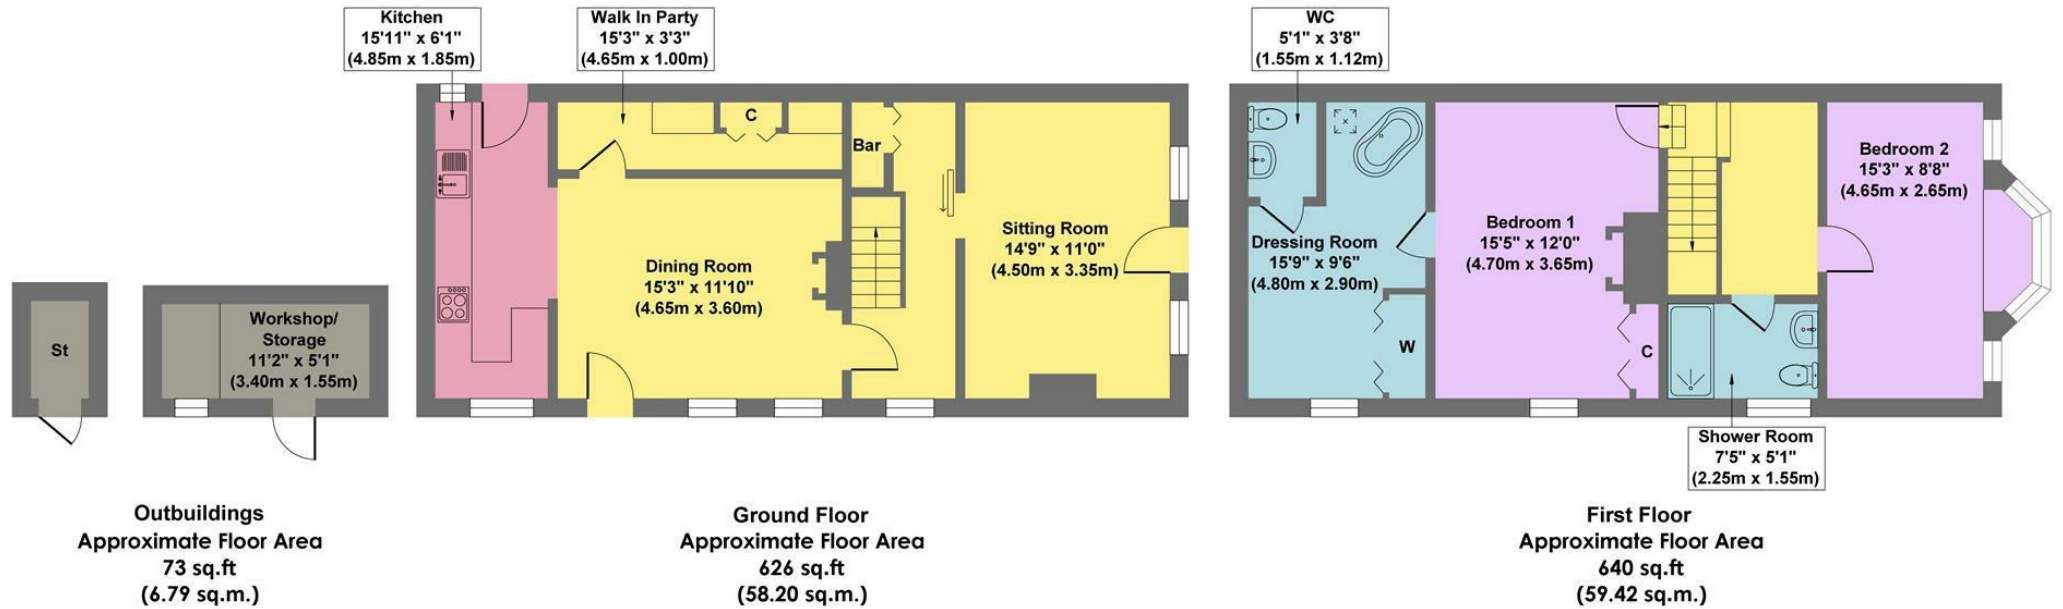 Kitchen
15'11" x 6'1"
(4.85m x 1.85m)
Walk In Party
15'3" x 3'3"
(4.65m x 1.00m)
WC
5'1" x 3'8"
(1.55m x 1.12m)
C
Bar
Sitting Room
14'9" x 11'0"
(4.50m x 3.35m)
Dining Room
15'3" x 11'10"
(4.65m x 3.60m)
Dressing Room
15'9" x 9'6"
(4.80m x 2.90m)
W
Bedroom 1
15'5" x 12'0"
(4.70m x 3.65m)
C
Bedroom 2
15'3" x 8'8"
(4.65m x 2.65m)
St
Workshop/
Storage
11'2" x 5'1"
(3.40m x 1.55m)
Shower Room
7'5" x 5'1"
(2.25m x 1.55m)
Outbuildings
Approximate Floor Area
73 sq.ft
(6.79 sq.m.)
Ground Floor
Approximate Floor Area
626 sq.ft
(58.20 sq.m.)
First Floor
Approximate Floor Area
640 sq.ft
(59.42 sq.m.)